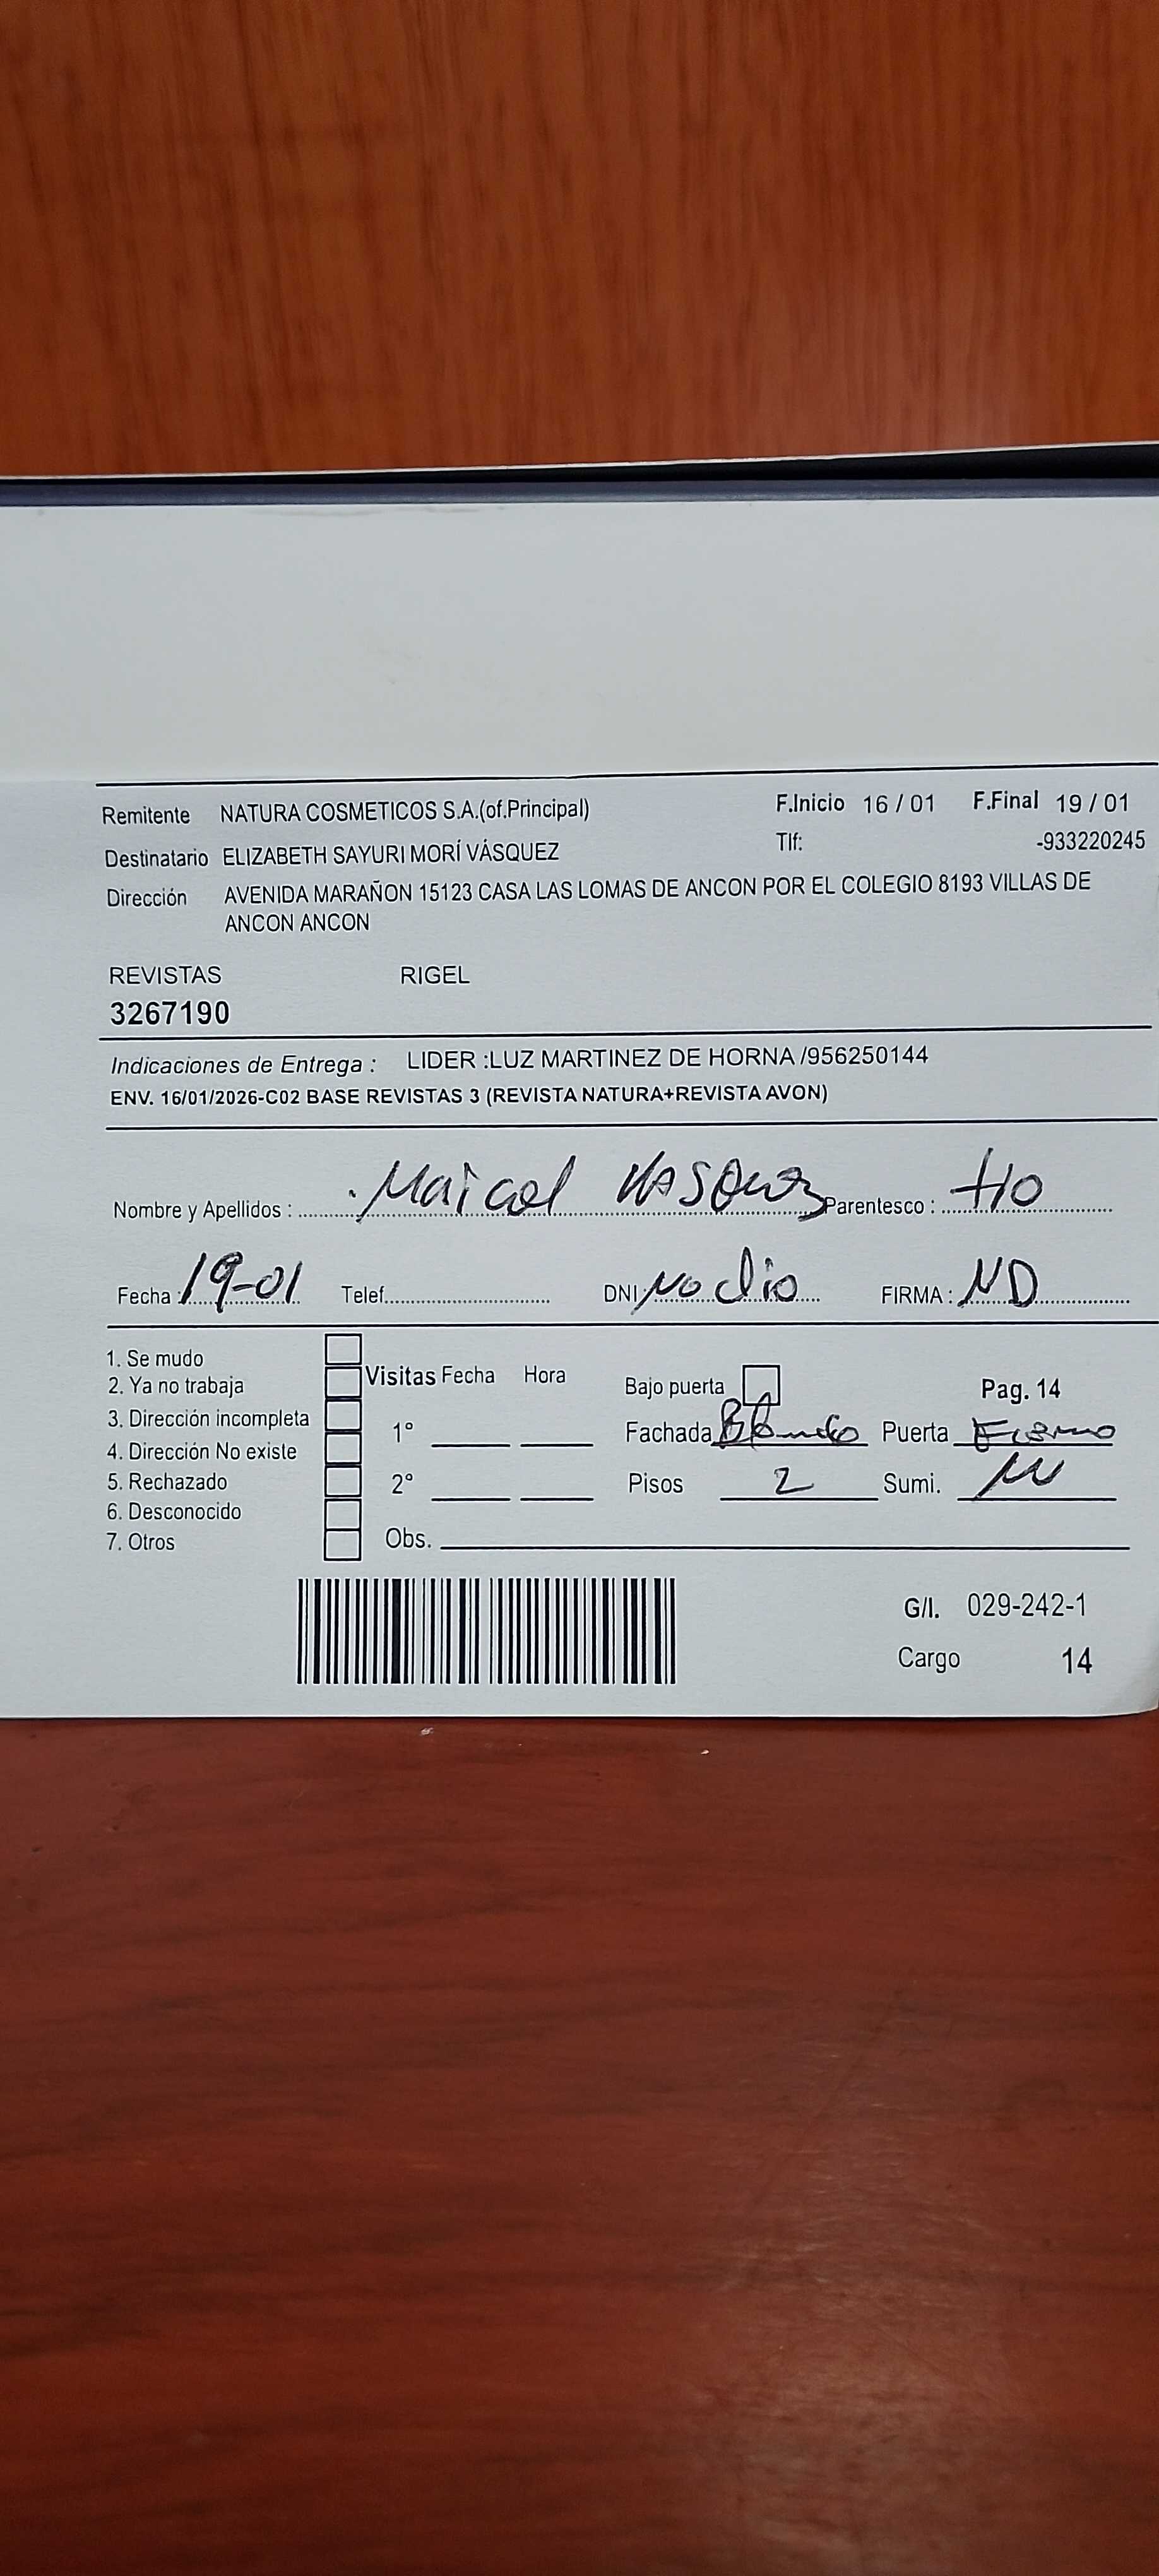 Remitente NATURA COSMETICOS S.A.(of.Principal) F.Inicio 16 / 01 F.Final 19 / 01
Destinatario ELIZABETH SAYURI MORÍ VÁSQUEZ Tlf: -933220245
Dirección AVENIDA MARAÑON 15123 CASA LAS LOMAS DE ANCON POR EL COLEGIO 8193 VILLAS DE
ANCON ANCON
REVISTAS RIGEL
3267190
Indicaciones de Entrega : LIDER :LUZ MARTINEZ DE HORNA /956250144
ENV. 16/01/2026-C02 BASE REVISTAS 3 (REVISTA NATURA+REVISTA AVON)
Nombre y Apellidos : Maicol VASQuez Parentesco : tio
Fecha : 19-01 Telef. DNI No dio FIRMA : ND
1. Se mudo
2. Ya no trabaja Visitas Fecha Hora Bajo puerta Pag. 14
3. Dirección incompleta 1° Fachada Blanco Puerta Fierro
4. Dirección No existe
5. Rechazado 2° Pisos 2 Sumi.
6. Desconocido
7. Otros Obs.
G/I. 029-242-1
Cargo 14